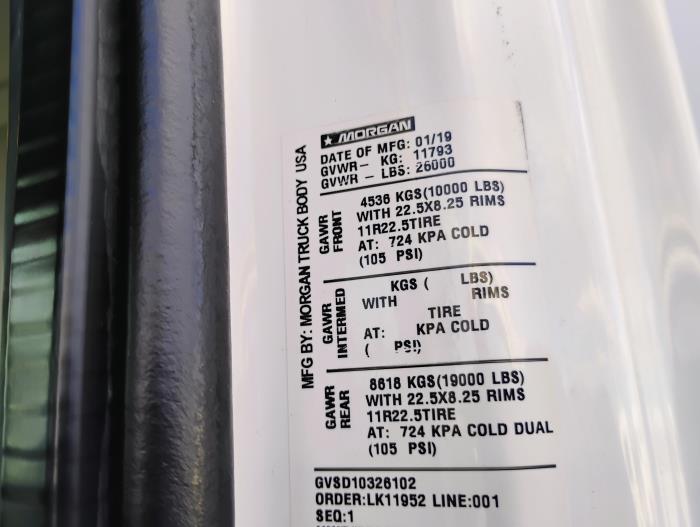 MORGAN
DATE OF MFG: 01/19
GVWR- KG: 11793
GVWR - LBS: 26000
MFG BY: MORGAN TRUCK BODY USA
GAWR
FRONT
4536 KGS(10000 LBS)
WITH 22.5X8.25 RIMS
11R22.5TIRE
AT: 724 KPA COLD
(105 PSI)
GAWR
INTERMED
KGS ( LBS)
WITH RIMS
TIRE
AT: KPA COLD
( PSI)
GAWR
REAR
8618 KGS(19000 LBS)
WITH 22.5X8.25 RIMS
11R22.5TIRE
AT: 724 KPA COLD DUAL
(105 PSI)
GVSD10326102
ORDER:LK11952 LINE:001
SEQ:1